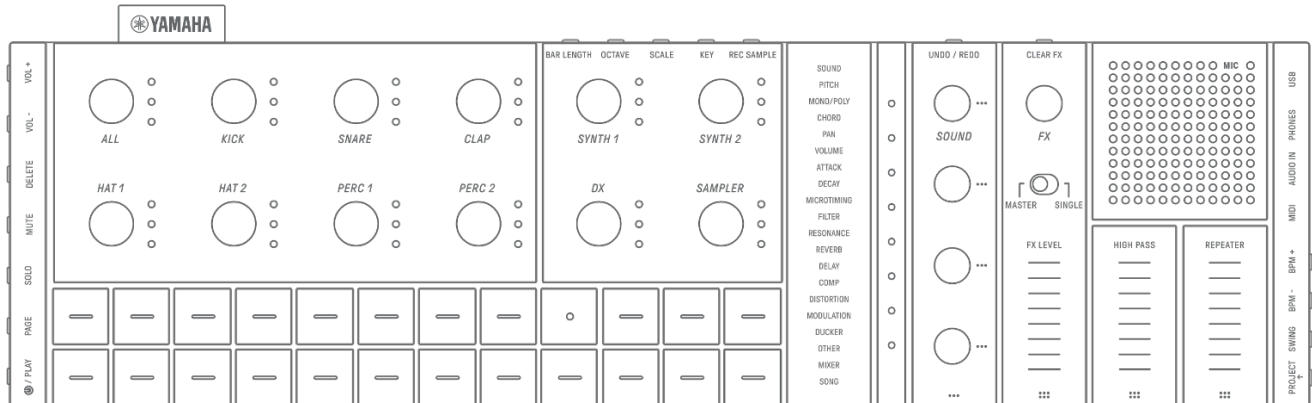 YAMAHA
BAR LENGTH OCTAVE SCALE KEY REC SAMPLE
UNDO / REDO
CLEAR FX
MIC
VOL +
VOL -
DELETE
MUTE
SOLO
PAGE
/ PLAY
ALL KICK SNARE CLAP SYNTH 1 SYNTH 2
HAT 1 HAT 2 PERC 1 PERC 2 DX SAMPLER
SOUND
PITCH
MONO/POLY
CHORD
PAN
VOLUME
ATTACK
DECAY
MICROTIMING
FILTER
RESONANCE
REVERB
DELAY
COMP
DISTORTION
MODULATION
DUCKER
OTHER
MIXER
SONG
SOUND
FX
MASTER SINGLE
FX LEVEL
HIGH PASS
REPEATER
USB
PHONES
AUDIO IN
MIDI
BPM +
BPM -
SWING
PROJECT